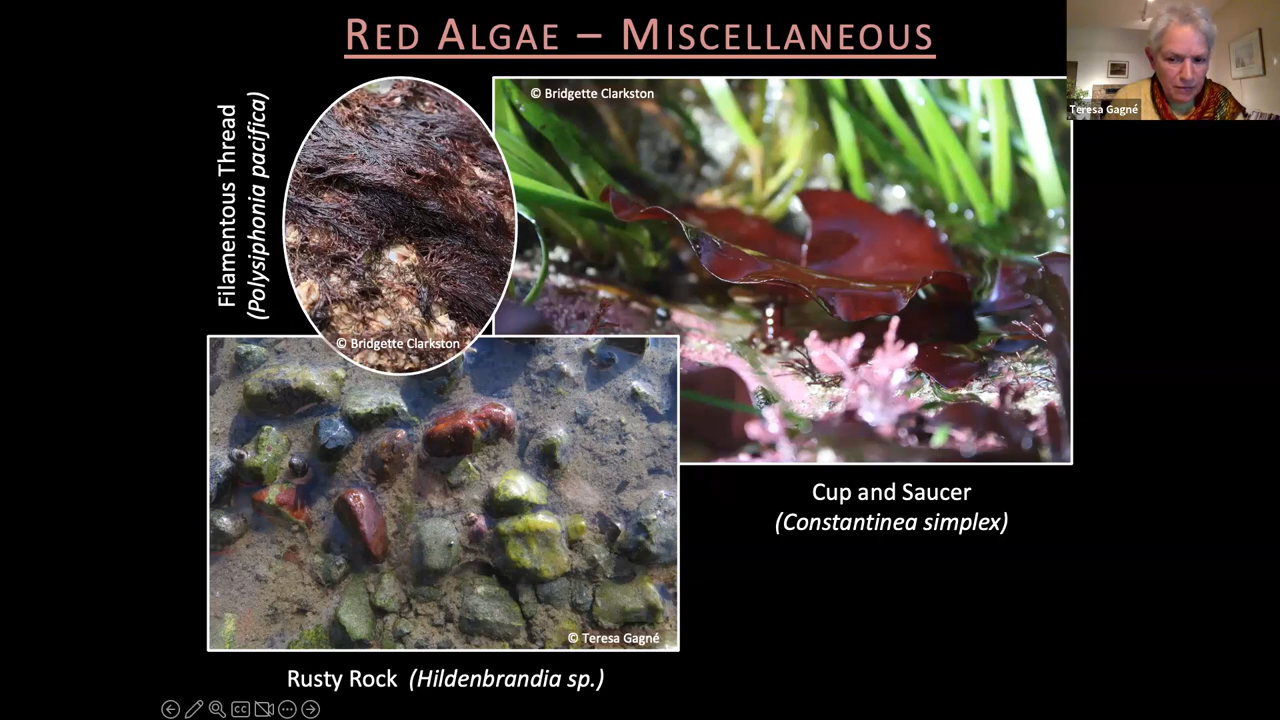 RED ALGAE – MISCELLANEOUS
Teresa Gagné
Filamentous Thread
(Polysiphonia pacifica)
© Bridgette Clarkston
© Bridgette Clarkston
Cup and Saucer
(Constantinea simplex)
© Teresa Gagné
Rusty Rock (Hildenbrandia sp.)
CC